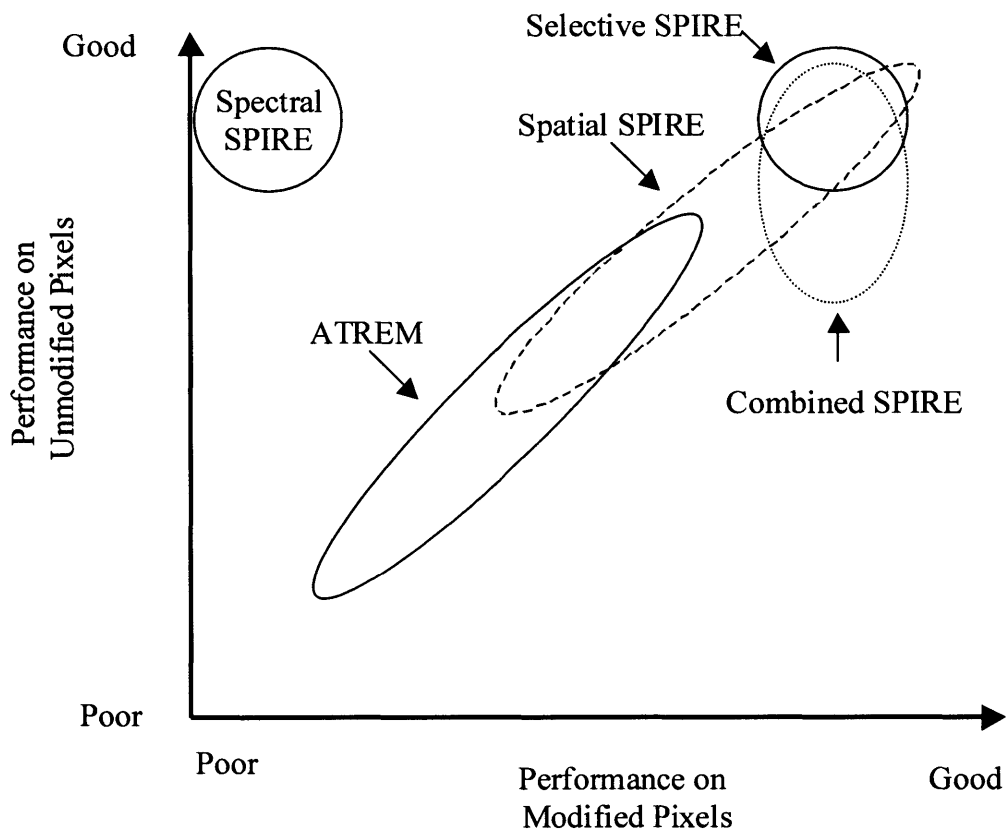 Good
Selective SPIRE
Spectral
SPIRE
Spatial SPIRE
Performance on
Unmodified Pixels
ATREM
Combined SPIRE
Poor
Poor
Performance on
Modified Pixels
Good